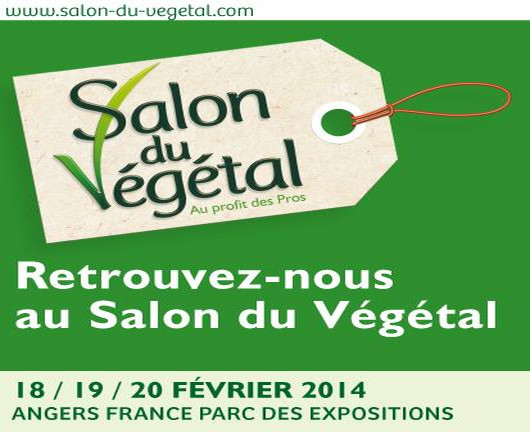 www.salon-du-vegetal.com
Salon
du
Végétal
Au profit des Pros
Retrouvez-nous
au Salon du Végétal
18 / 19 / 20 FÉVRIER 2014
ANGERS FRANCE PARC DES EXPOSITIONS